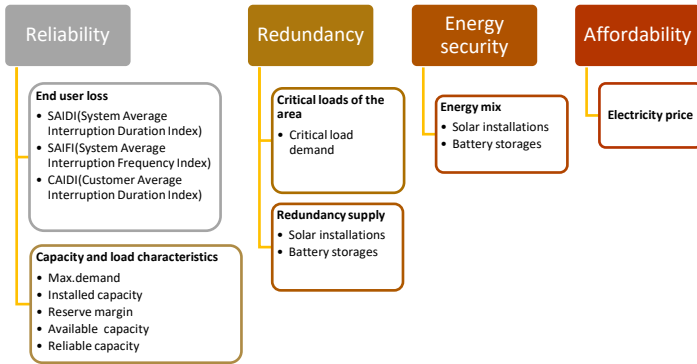 Reliability
End user loss
• SAIDI(System Average
Interruption Duration Index)
• SAIFI(System Average
Interruption Frequency Index)
• CAIDI(Customer Average
Interruption Duration Index)
Capacity and load characteristics
• Max.demand
• Installed capacity
• Reserve margin
• Available capacity
• Reliable capacity
Redundancy
Critical loads of the
area
• Critical load
demand
Redundancy supply
• Solar installations
• Battery storages
Energy
security
Energy mix
• Solar installations
• Battery storages
Affordability
Electricity price